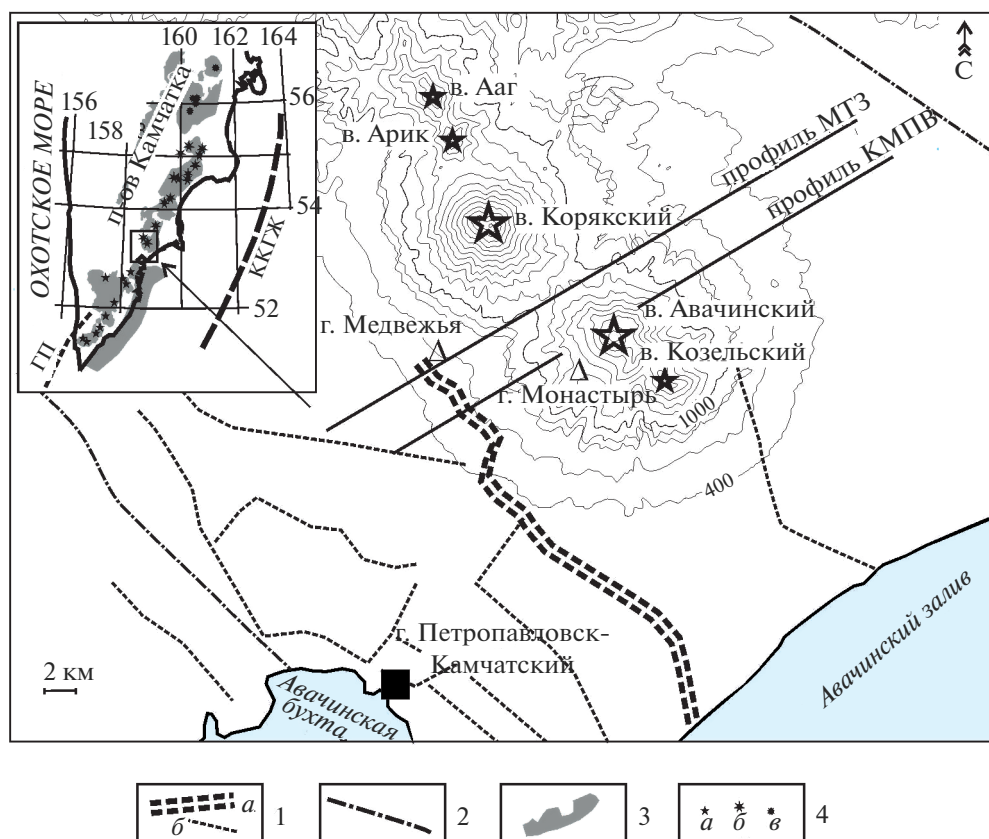 160 162 164
156
158
56
54
52
ОХОТСКОЕ МОРЕ
п-ов Камчатка
ККГЖ
ГП
С
в. Ааг
в. Арик
в. Корякский
профиль МТЗ
профиль КМПВ
г. Медвежья
в. Авачинский
в. Козельский
г. Монастырь
1000
400
г. Петропавловск-
Камчатский
2 км
Авачинская
бухта
Авачинский залив
а
б
1
2
3
а б в
4